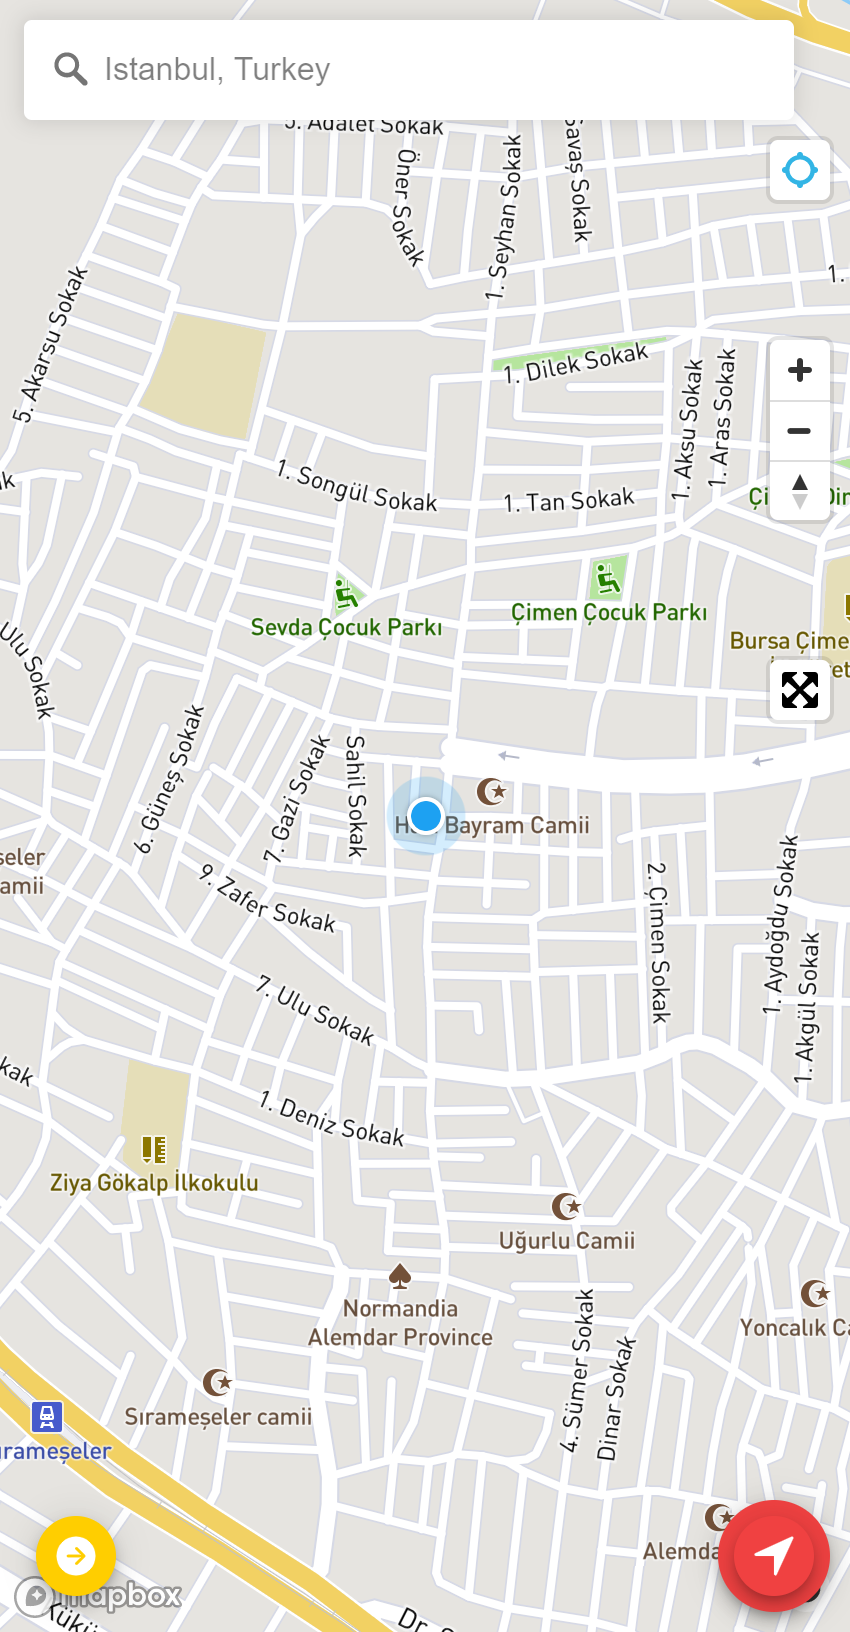 Istanbul, Turkey
5. Adalet Sokak
Öner Sokak
1. Seyhan Sokak
Savaş Sokak
1.
5. Akarsu Sokak
1. Dilek Sokak
1. Aksu Sokak
1. Aras Sokak
1. Songül Sokak
1. Tan Sokak
Sevda Çocuk Parkı
Çimen Çocuk Parkı
Bursa Çime
Ulu Sokak
6. Güneş Sokak
7. Gazi Sokak
Sahil Sokak
Bayram Camii
seler
amii
9. Zafer Sokak
2. Çimen Sokak
1. Aydoğdu Sokak
1. Akgül Sokak
7. Ulu Sokak
kak
1. Deniz Sokak
Ziya Gökalp İlkokulu
Uğurlu Camii
Normandia
Alemdar Province
Yoncalık Ca
4. Sümer Sokak
Dinar Sokak
Sırameşeler camii
ırameşeler
Alemda
mapbox
Dr.